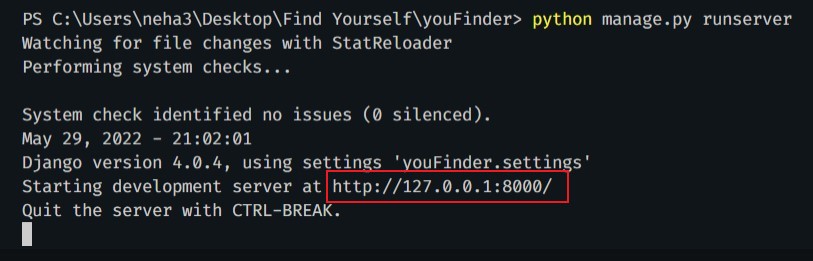 PS C:\Users\neha3\Desktop\Find Yourself\youFinder> python manage.py runserver
Watching for file changes with StatReloader
Performing system checks...
System check identified no issues (0 silenced).
May 29, 2022 - 21:02:01
Django version 4.0.4, using settings 'youFinder.settings'
Starting development server at http://127.0.0.1:8000/
Quit the server with CTRL-BREAK.